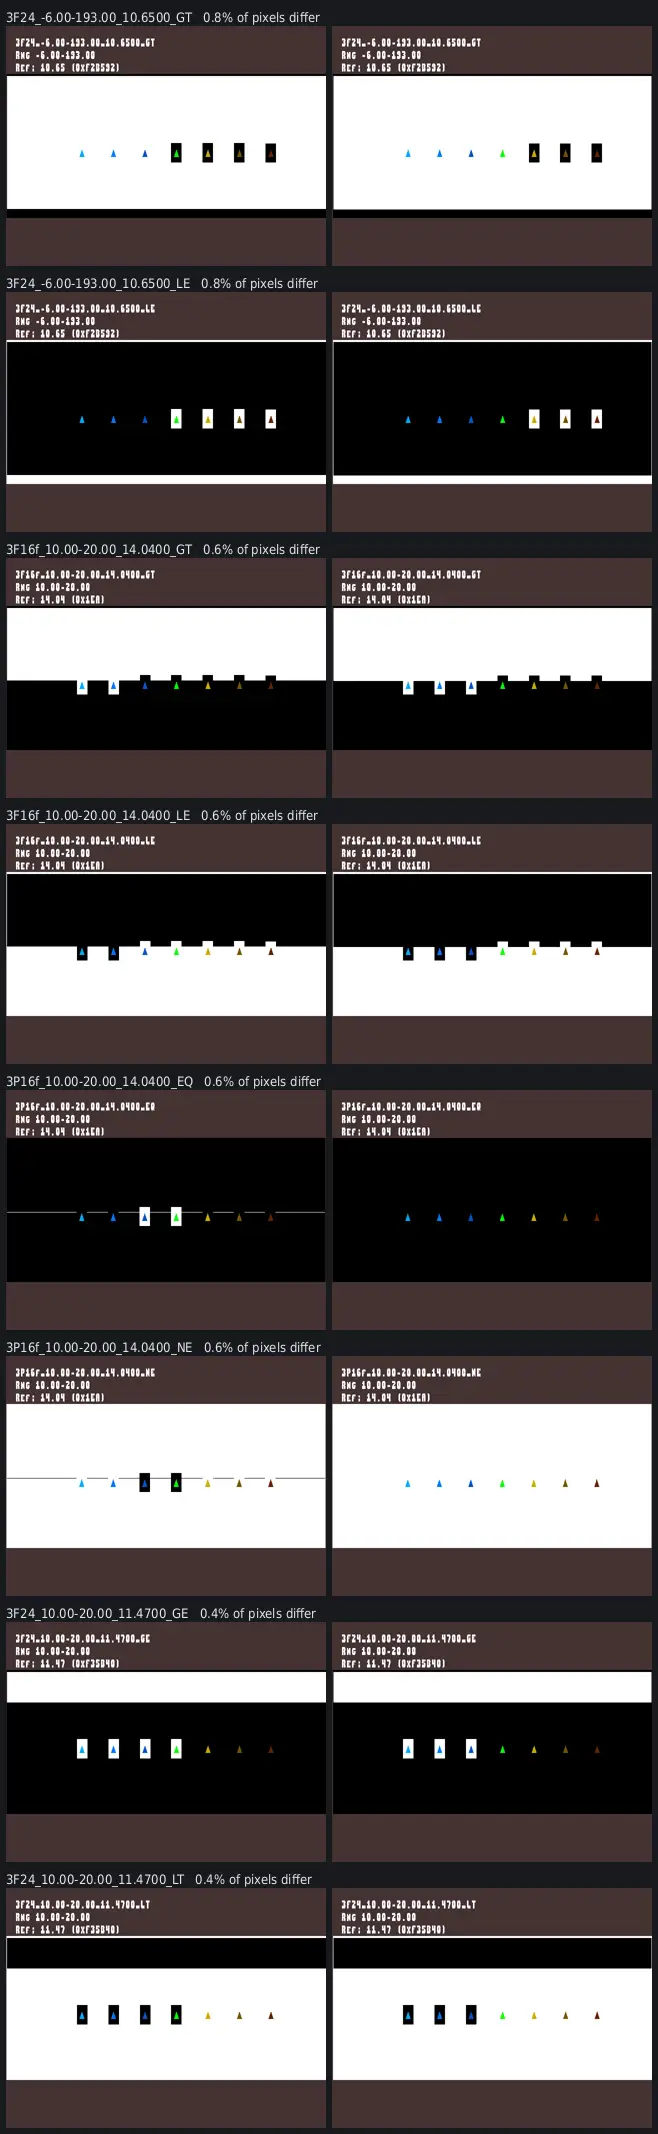 3F24_-6.00-193.00_10.6500_GT   0.8% of pixels differ
3F24_-6.00-193.00_10.6500_GT
RNG -6.00-193.00
REF: 10.65 (0xF2D592)
3F24_-6.00-193.00_10.6500_GT
RNG -6.00-193.00
REF: 10.65 (0xF2D592)
3F24_-6.00-193.00_10.6500_LE   0.8% of pixels differ
3F24_-6.00-193.00_10.6500_LE
RNG -6.00-193.00
REF: 10.65 (0xF2D592)
3F24_-6.00-193.00_10.6500_LE
RNG -6.00-193.00
REF: 10.65 (0xF2D592)
3F16f_10.00-20.00_14.0400_GT   0.6% of pixels differ
3F16F_10.00-20.00_14.0400_GT
RNG 10.00-20.00
REF: 14.04 (0x1EA)
3F16F_10.00-20.00_14.0400_GT
RNG 10.00-20.00
REF: 14.04 (0x1EA)
3F16f_10.00-20.00_14.0400_LE   0.6% of pixels differ
3F16F_10.00-20.00_14.0400_LE
RNG 10.00-20.00
REF: 14.04 (0x1EA)
3F16F_10.00-20.00_14.0400_LE
RNG 10.00-20.00
REF: 14.04 (0x1EA)
3P16f_10.00-20.00_14.0400_EQ   0.6% of pixels differ
3P16F_10.00-20.00_14.0400_EQ
RNG 10.00-20.00
REF: 14.04 (0x1EA)
3P16F_10.00-20.00_14.0400_EQ
RNG 10.00-20.00
REF: 14.04 (0x1EA)
3P16f_10.00-20.00_14.0400_NE   0.6% of pixels differ
3P16F_10.00-20.00_14.0400_NE
RNG 10.00-20.00
REF: 14.04 (0x1EA)
3P16F_10.00-20.00_14.0400_NE
RNG 10.00-20.00
REF: 14.04 (0x1EA)
3F24_10.00-20.00_11.4700_GE   0.4% of pixels differ
3F24_10.00-20.00_11.4700_GE
RNG 10.00-20.00
REF: 11.47 (0xF35B40)
3F24_10.00-20.00_11.4700_GE
RNG 10.00-20.00
REF: 11.47 (0xF35B40)
3F24_10.00-20.00_11.4700_LT   0.4% of pixels differ
3F24_10.00-20.00_11.4700_LT
RNG 10.00-20.00
REF: 11.47 (0xF35B40)
3F24_10.00-20.00_11.4700_LT
RNG 10.00-20.00
REF: 11.47 (0xF35B40)